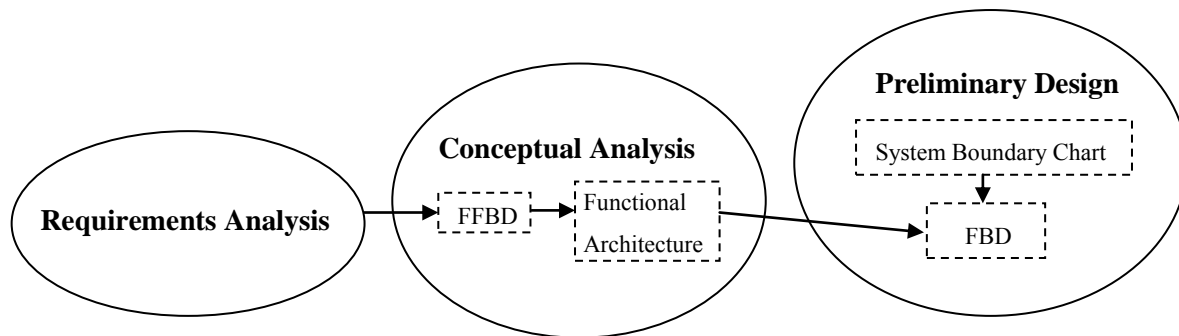 Requirements Analysis
Conceptual Analysis
FFBD
Functional
Architecture
Preliminary Design
System Boundary Chart
FBD